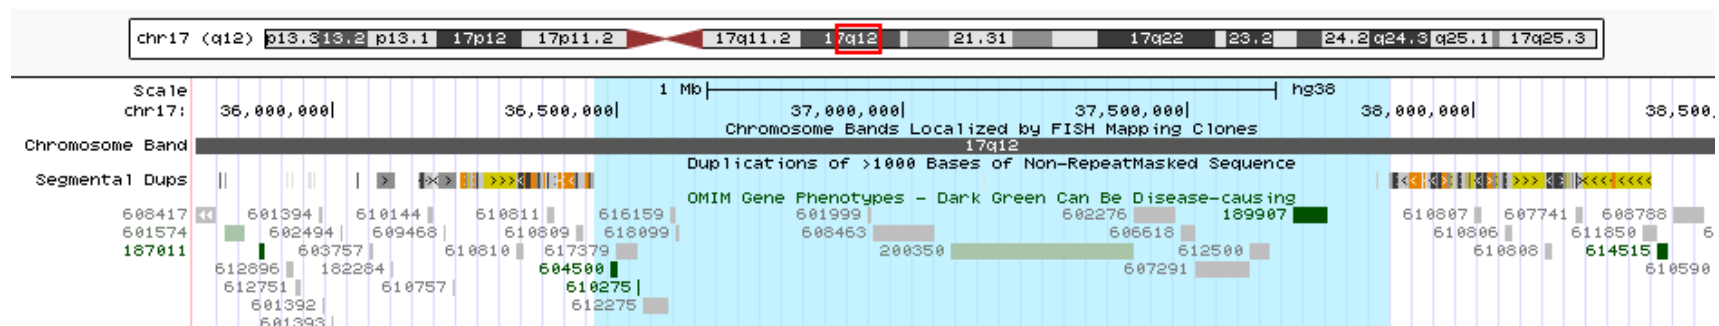 chr17 (q12) p13.3 13.2 p13.1 17p12 17p11.2 17q11.2 17q12 21.31 17q22 23.2 24.2 q24.3 q25.1 17q25.3
Scale 1 Mb hg38
chr17: 36,000,000 36,500,000 37,000,000 37,500,000 38,000,000 38,500,
Chromosome Bands Localized by FISH Mapping Clones
Chromosome Band 17q12
Duplications of >1000 Bases of Non-RepeatMasked Sequence
Segmental Dups
OMIM Gene Phenotypes - Dark Green Can Be Disease-causing
608417 601394 610144 610811 616159 601999 602276 189907 610807 607741 608788
601574 602494 609468 610809 618099 608463 606618 610806 611850 6
187011 603757 610810 617379 200350 612500 610808 614515
612896 182284 604500 607291 610590
612751 610757 610275
601392 612275
601393